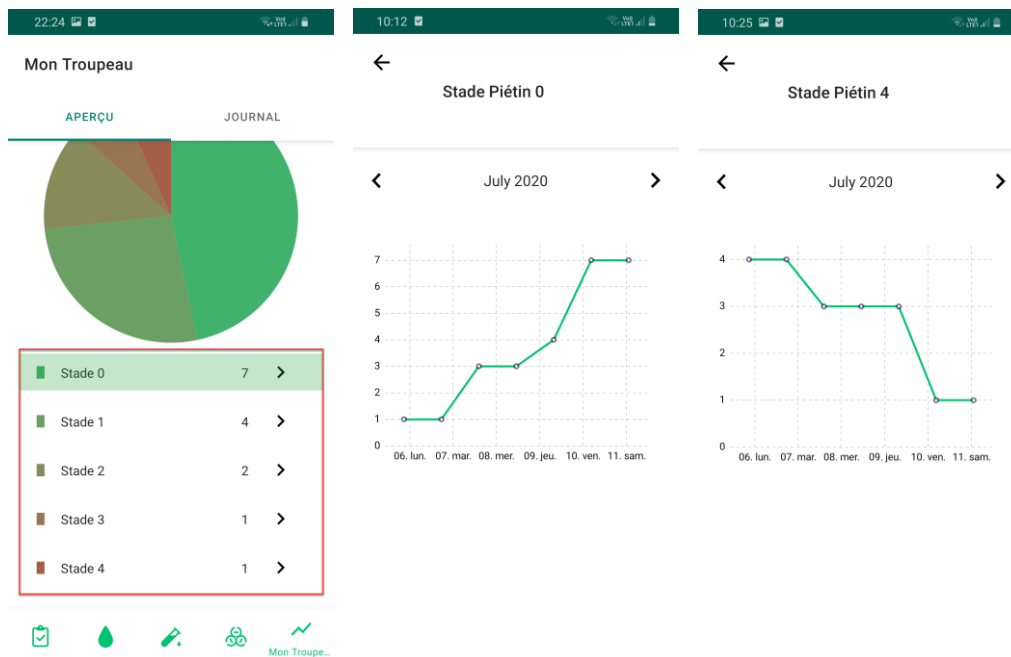 22:24
Mon Troupeau
APERÇU JOURNAL
Stade 0 7
Stade 1 4
Stade 2 2
Stade 3 1
Stade 4 1
Mon Troupe...
10:12
Stade Piétin 0
July 2020
7
6
5
4
3
2
1
0
06. lun. 07. mar. 08. mer. 09. jeu. 10. ven. 11. sam.
10:25
Stade Piétin 4
July 2020
4
3
2
1
0
06. lun. 07. mar. 08. mer. 09. jeu. 10. ven. 11. sam.